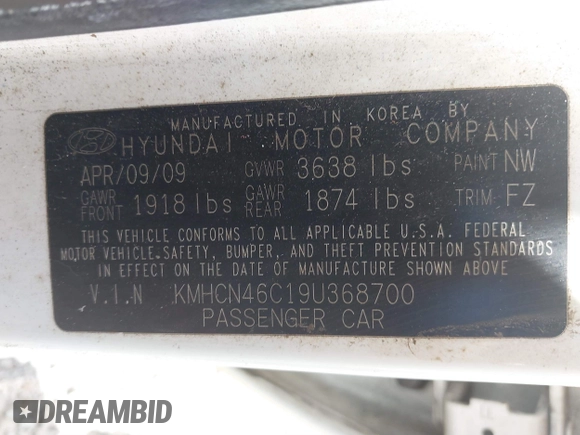 MANUFACTURED IN KOREA BY
HYUNDAI MOTOR COMPANY
APR/09/09 GVWR 3638 lbs PAINT NW
GAWR FRONT 1918 lbs GAWR REAR 1874 lbs TRIM FZ
THIS VEHICLE CONFORMS TO ALL APPLICABLE U.S.A. FEDERAL
MOTOR VEHICLE SAFETY, BUMPER, AND THEFT PREVENTION STANDARDS
IN EFFECT ON THE DATE OF MANUFACTURE SHOWN ABOVE
V.I.N KMHCN46C19U368700
PASSENGER CAR
DREAMBID